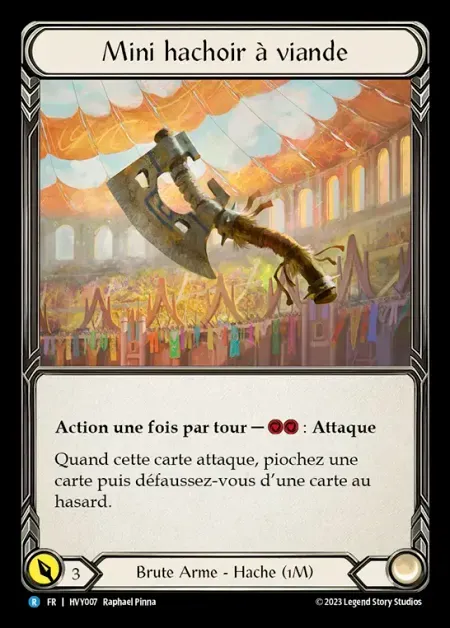 Mini hachoir à viande
Action une fois par tour — : Attaque
Quand cette carte attaque, piochez une
carte puis défaussez-vous d'une carte au
hasard.
3
Brute Arme - Hache (1M)
R FR | HVY007 Raphael Pinna
© 2023 Legend Story Studios